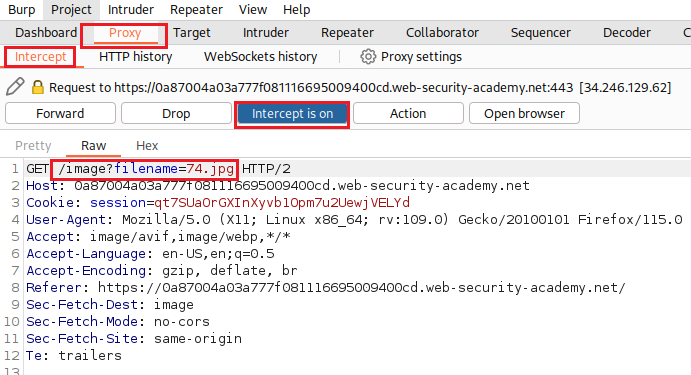 Burp Project Intruder Repeater View Help
Dashboard Proxy Target Intruder Repeater Collaborator Sequencer Decoder
Intercept HTTP history WebSockets history Proxy settings
Request to https://0a87004a03a777f081116695009400cd.web-security-academy.net:443 [34.246.129.62]
Forward Drop Intercept is on Action Open browser
Pretty Raw Hex
1 GET /image?filename=74.jpg HTTP/2
2 Host: 0a87004a03a777f081116695009400cd.web-security-academy.net
3 Cookie: session=qt7SUaOrGXInXyvb1Opm7u2UewjVELYd
4 User-Agent: Mozilla/5.0 (X11; Linux x86_64; rv:109.0) Gecko/20100101 Firefox/115.0
5 Accept: image/avif,image/webp,*/*
6 Accept-Language: en-US,en;q=0.5
7 Accept-Encoding: gzip, deflate, br
8 Referer: https://0a87004a03a777f081116695009400cd.web-security-academy.net/
9 Sec-Fetch-Dest: image
10 Sec-Fetch-Mode: no-cors
11 Sec-Fetch-Site: same-origin
12 Te: trailers
13